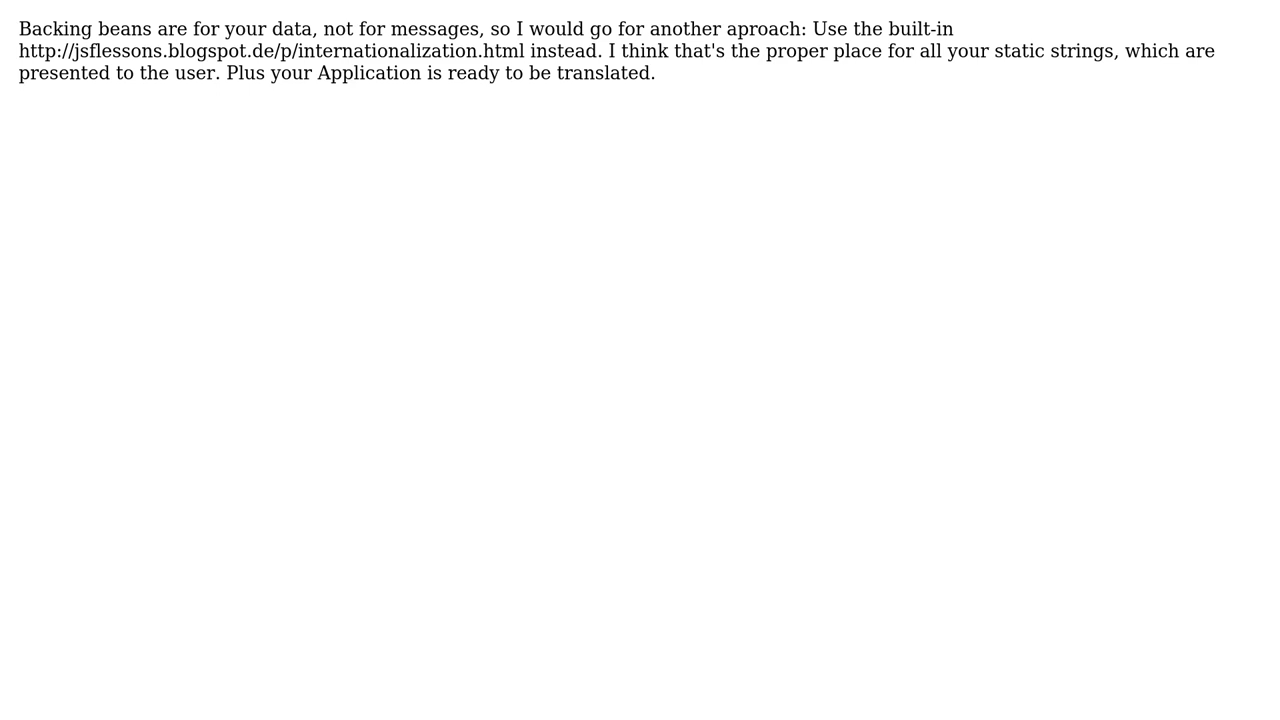 Backing beans are for your data, not for messages, so I would go for another aproach: Use the built-in
http://jsflessons.blogspot.de/p/internationalization.html instead. I think that's the proper place for all your static strings, which are
presented to the user. Plus your Application is ready to be translated.